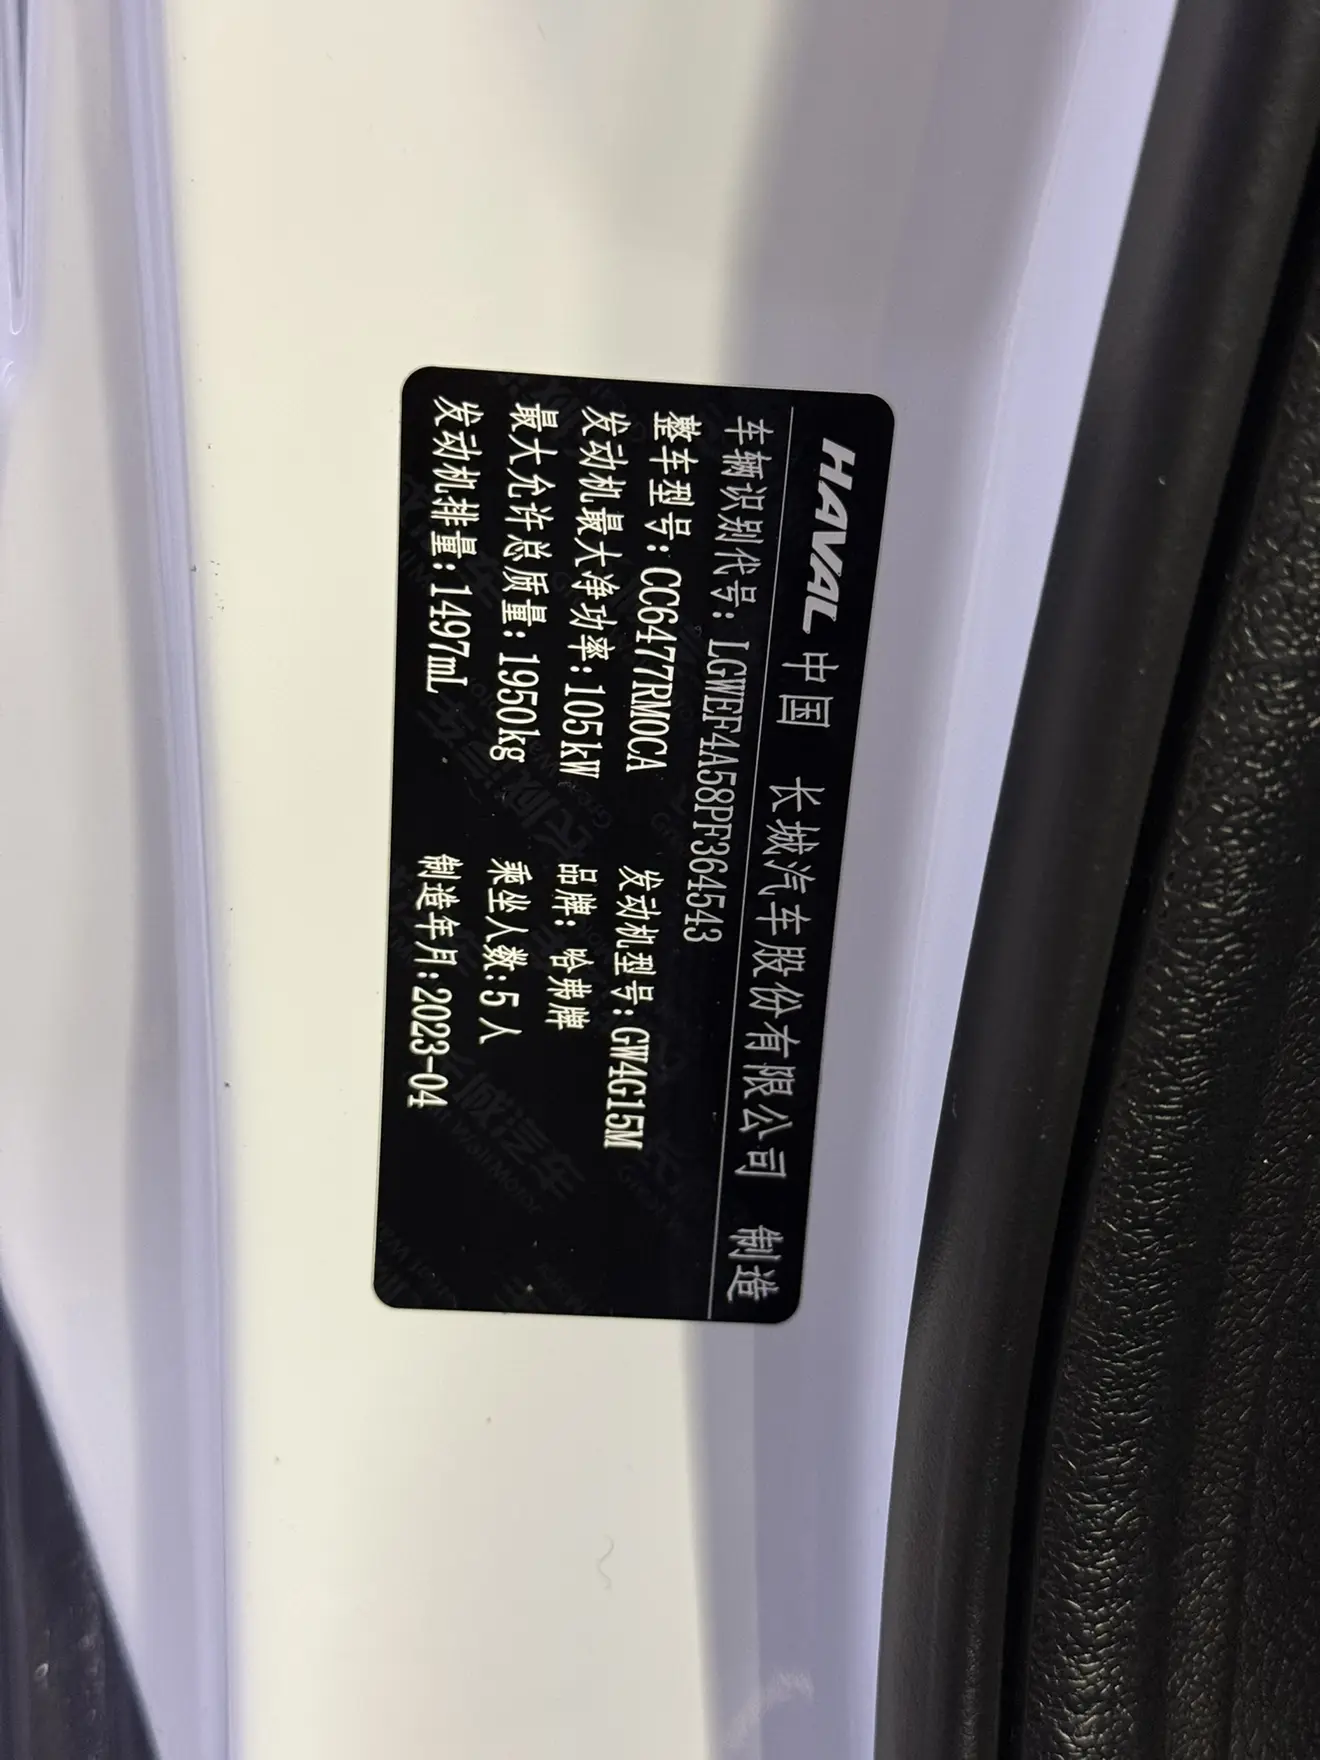 HAVAL 中国 长城汽车股份有限公司 制造
车辆识别代号:LGWEF4A58PF364543
整车型号:CC6477RM0CA 发动机型号:GW4G15M
发动机最大净功率:105kW 品牌:哈弗牌
最大允许总质量:1950kg 乘坐人数:5人
发动机排量:1497mL 制造年月:2023-04